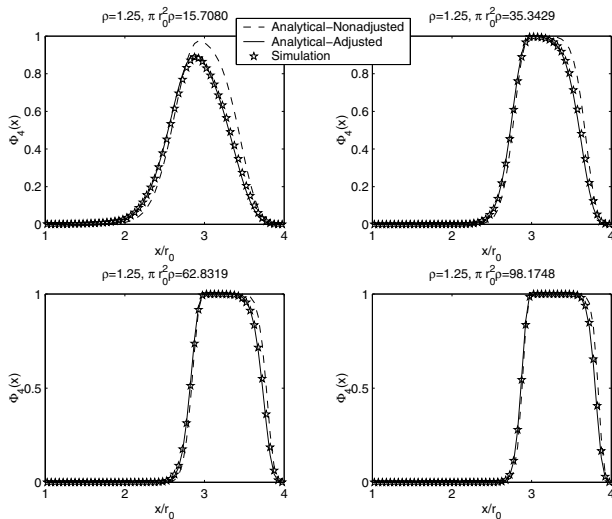 ρ=1.25, π r₀²ρ=15.7080
ρ=1.25, π r₀²ρ=35.3429
Analytical-Nonadjusted
Analytical-Adjusted
Simulation
1
0.8
0.6
0.4
0.2
0
Φ₄(x)
1 2 3 4
x/r₀
1
0.8
0.6
0.4
0.2
0
Φ₄(x)
1 2 3 4
x/r₀
ρ=1.25, π r₀²ρ=62.8319
ρ=1.25, π r₀²ρ=98.1748
1
0.5
0
Φ₄(x)
1 2 3 4
x/r₀
1
0.5
0
Φ₄(x)
1 2 3 4
x/r₀